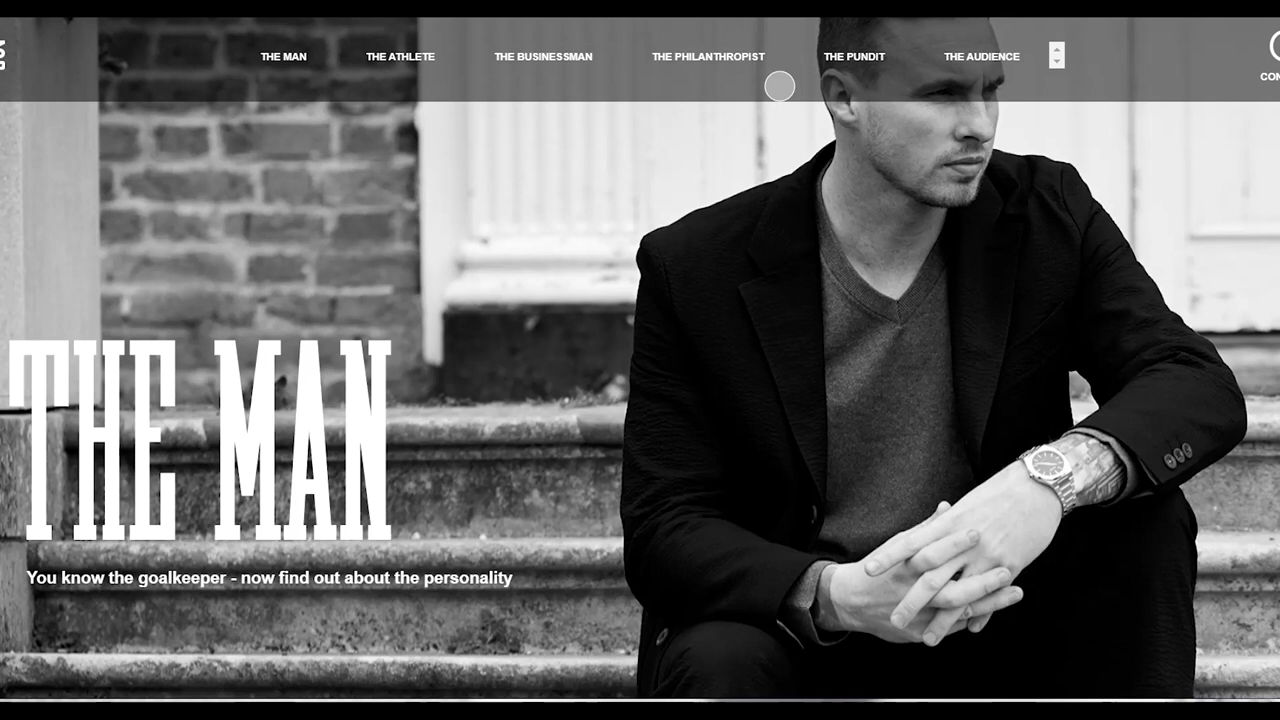 THE MAN THE ATHLETE THE BUSINESSMAN THE PHILANTHROPIST THE PUNDIT THE AUDIENCE
THE MAN
You know the goalkeeper - now find out about the personality